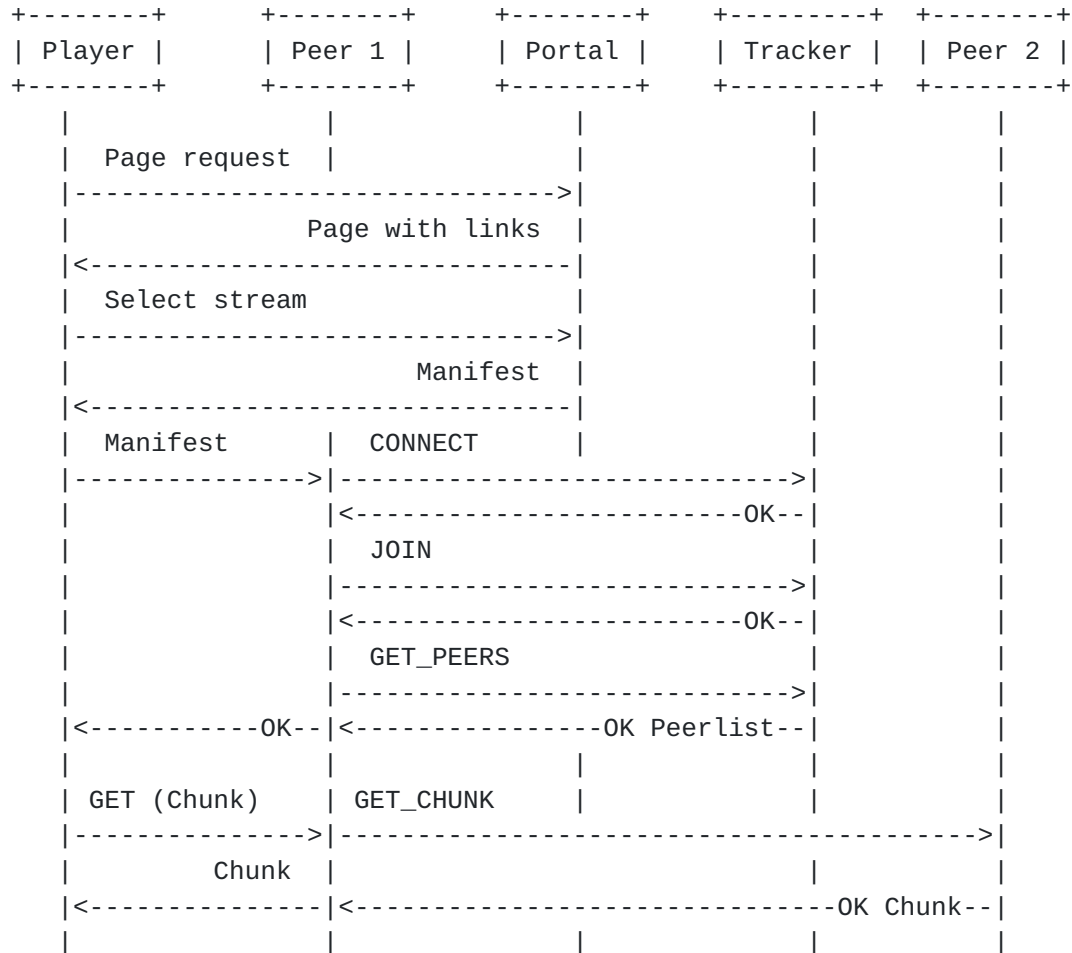 Player Peer 1 Portal Tracker Peer 2
Page request
Page with links
Select stream
Manifest
Manifest CONNECT
OK
JOIN
OK
GET_PEERS
OK OK Peerlist
GET (Chunk) GET_CHUNK
Chunk
OK Chunk